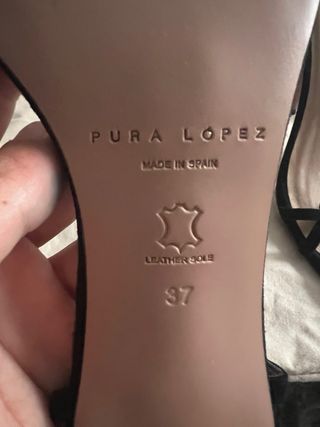 PURA LÓPEZ
MADE IN SPAIN
LEATHER SOLE
37